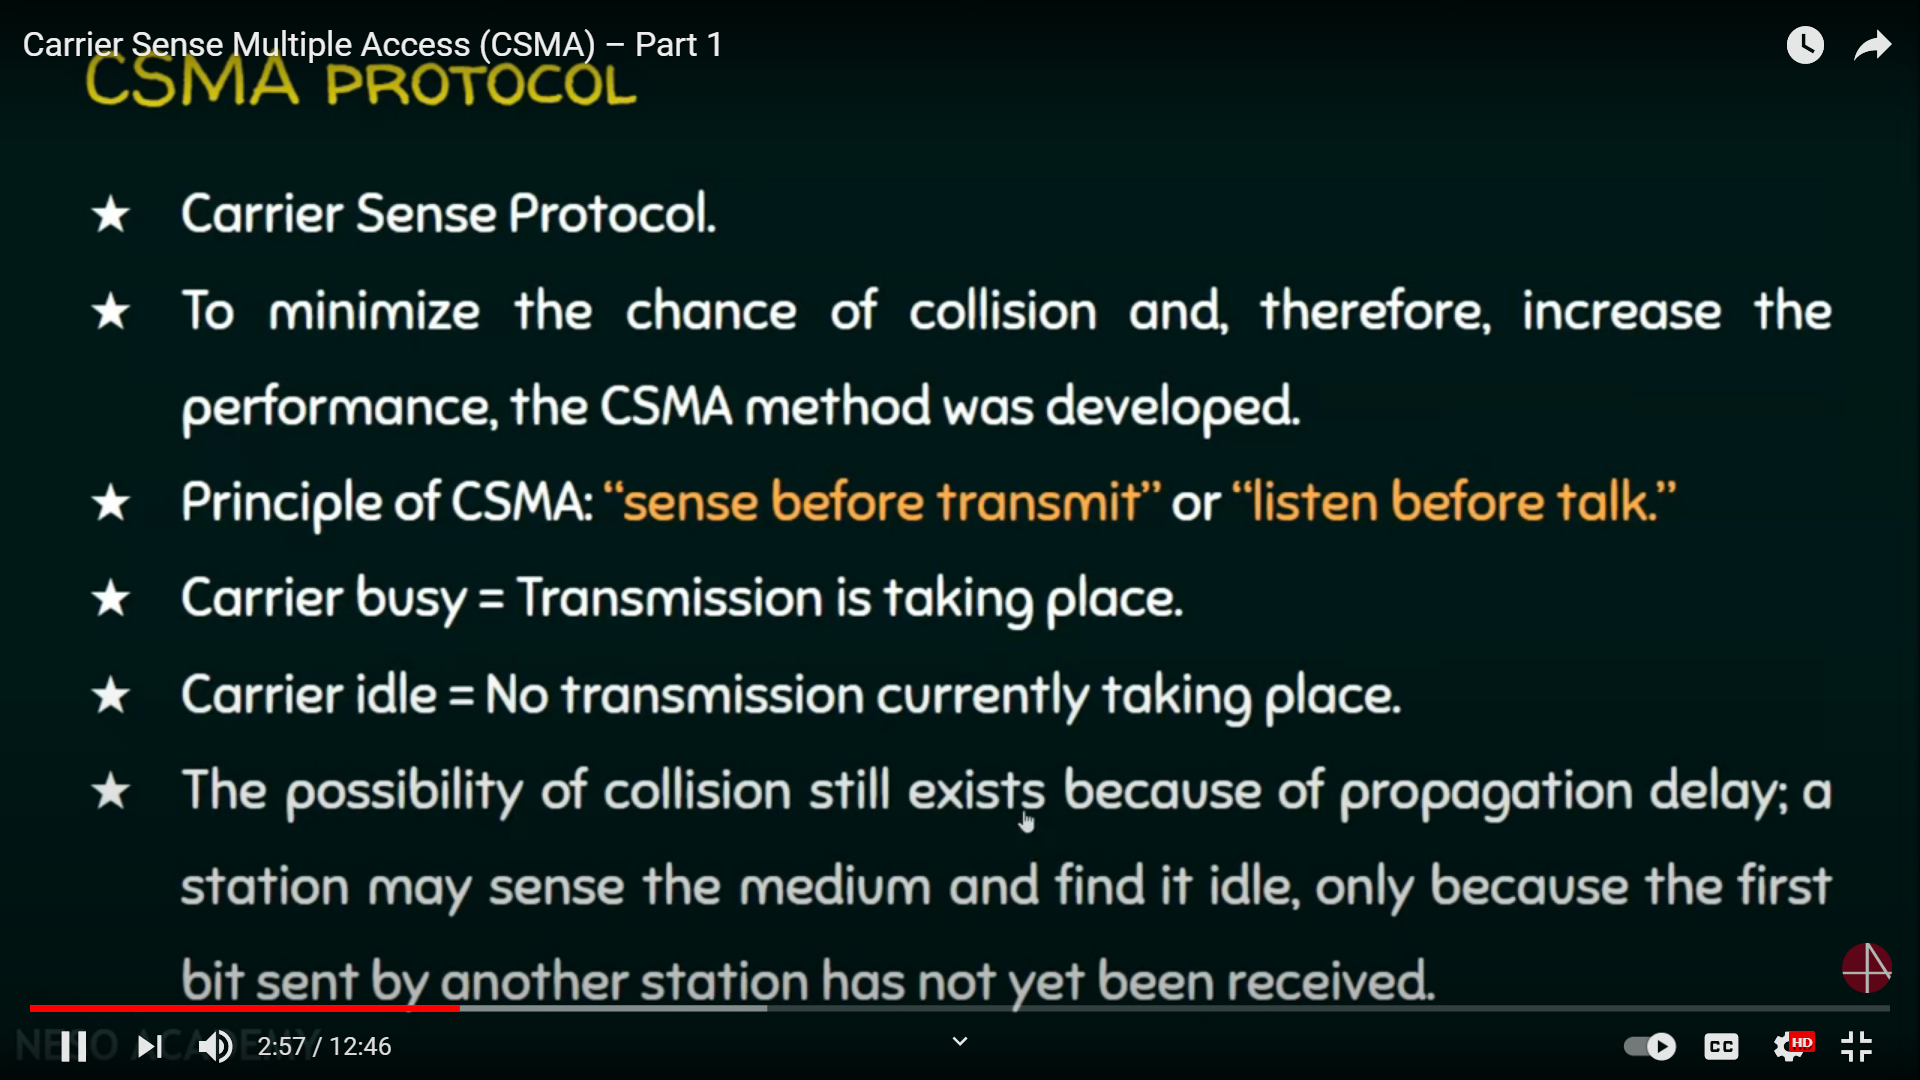 Carrier Sense Multiple Access (CSMA) – Part 1
CSMA PROTOCOL
★ Carrier Sense Protocol.
★ To minimize the chance of collision and, therefore, increase the
performance, the CSMA method was developed.
★ Principle of CSMA: “sense before transmit” or “listen before talk.”
★ Carrier busy = Transmission is taking place.
★ Carrier idle = No transmission currently taking place.
★ The possibility of collision still exists because of propagation delay; a
station may sense the medium and find it idle, only because the first
bit sent by another station has not yet been received.
NESO ACADEMY
2:57 / 12:46
CC
HD